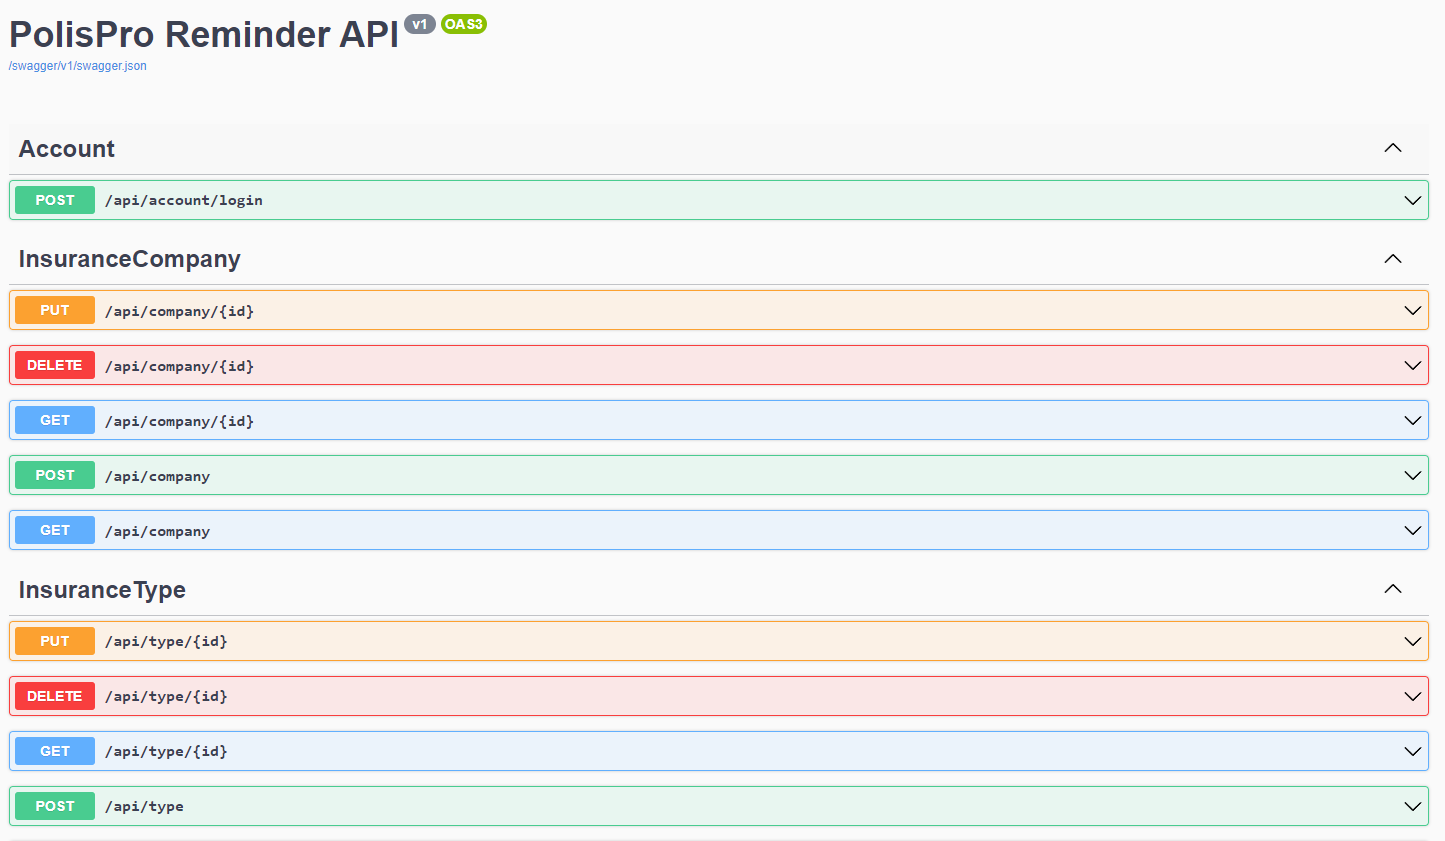 PolisPro Reminder API v1 OAS3
/swagger/v1/swagger.json
Account
POST /api/account/login
InsuranceCompany
PUT /api/company/{id}
DELETE /api/company/{id}
GET /api/company/{id}
POST /api/company
GET /api/company
InsuranceType
PUT /api/type/{id}
DELETE /api/type/{id}
GET /api/type/{id}
POST /api/type